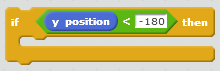 if y position < -180 then